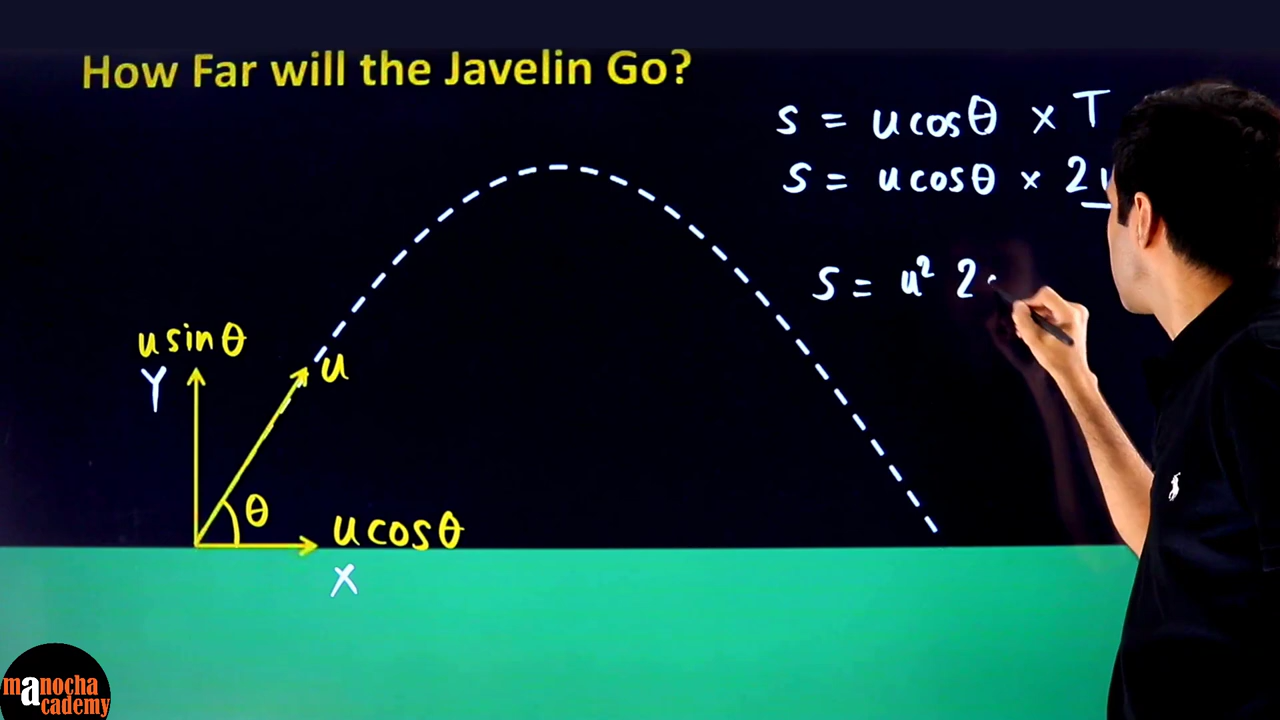 How Far will the Javelin Go?
s = u cosθ × T
s = u cosθ × 2
s = u² 2
u sinθ
Y
u
θ
u cosθ
X
manocha
academy